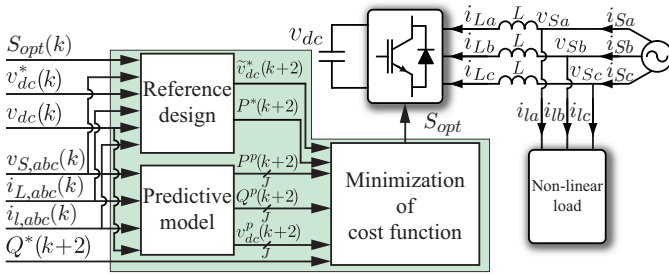 S_opt(k)
v*_dc(k)
v_dc(k)
v_S,abc(k)
i_L,abc(k)
i_l,abc(k)
Q*(k+2)
Reference
design
Predictive
model
ṽ*_dc(k+2)
P*(k+2)
P^p(k+2)
J
Q^p(k+2)
J
v^p_dc(k+2)
J
Minimization
of
cost function
S_opt
v_dc
i_La
L
v_Sa
i_Sa
i_Lb
L
v_Sb
i_Sb
i_Lc
L
v_Sc
i_Sc
i_la
i_lb
i_lc
Non-linear
load